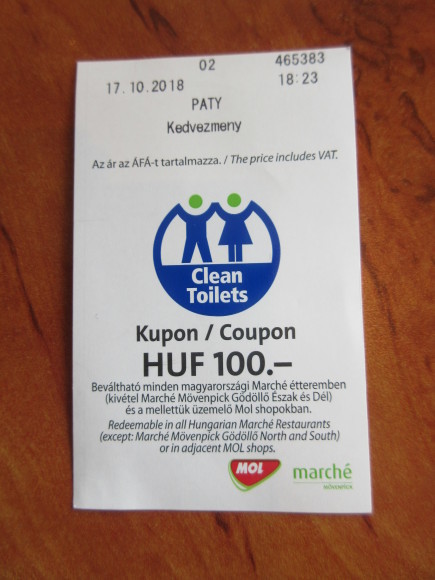 02 465383
17.10.2018 18:23
PATY
Kedvezmeny
Az ár az ÁFÁ-t tartalmazza. / The price includes VAT.
Clean
Toilets
Kupon / Coupon
HUF 100.–
Beváltható minden magyarországi Marché étteremben
(kivétel Marché Mövenpick Gödöllő Észak és Dél)
és a mellettük üzemelő Mol shopokban.
Redeemable in all Hungarian Marché Restaurants
(except: Marché Mövenpick Gödöllő North and South)
or in adjacent MOL shops.
MOL marché
MÖVENPICK